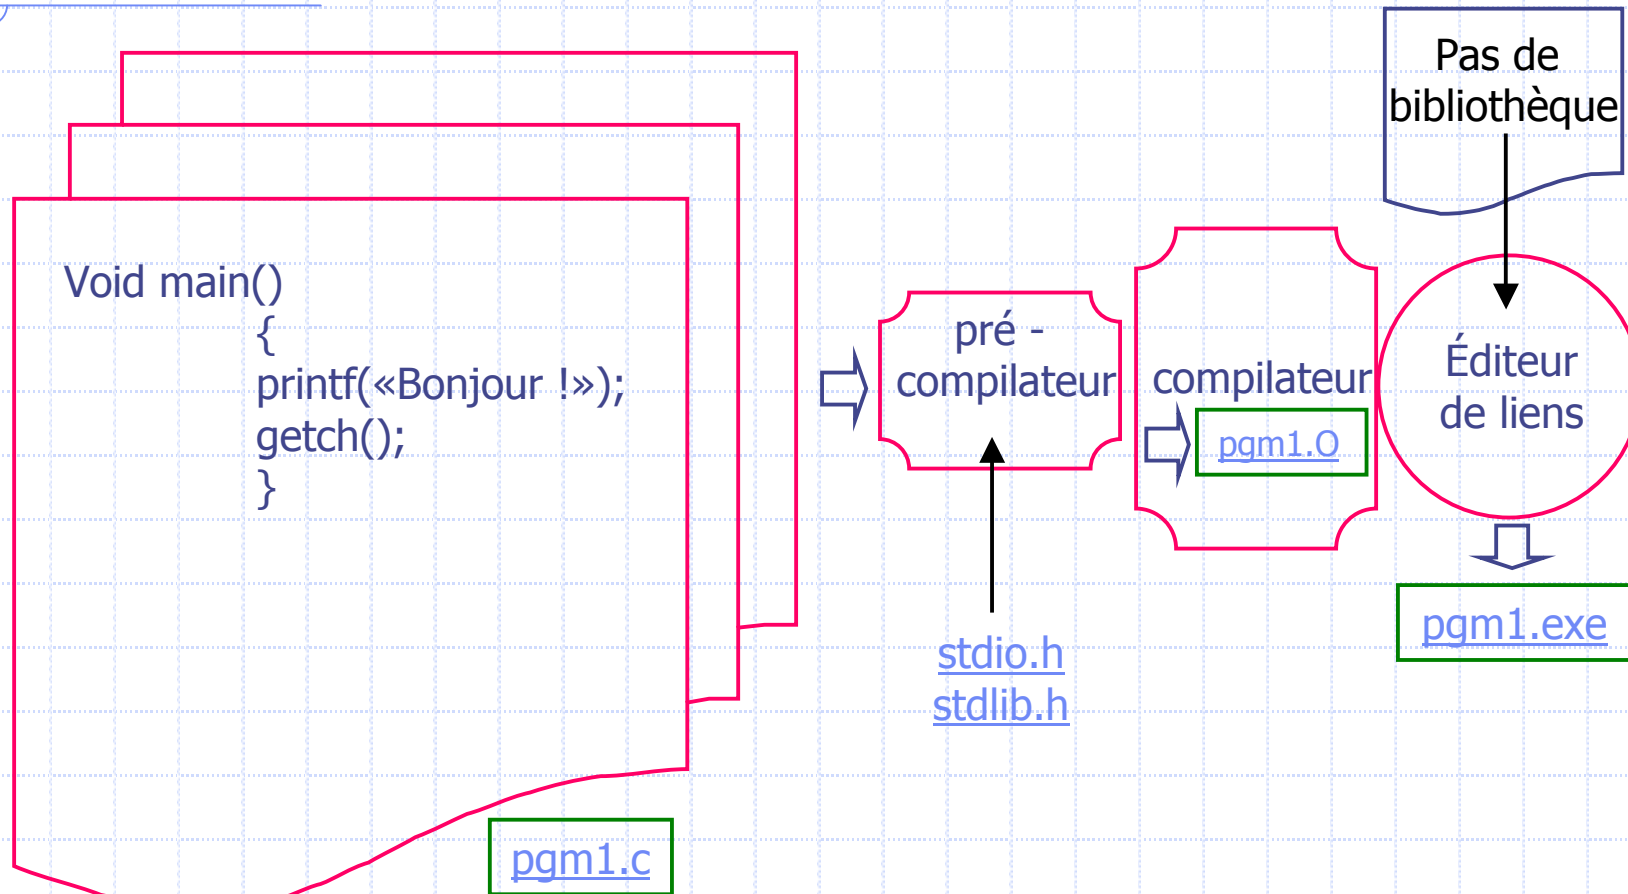 Void main()
{
printf(«Bonjour !»);
getch();
}
pgm1.c
pré -
compilateur
stdio.h
stdlib.h
compilateur
pgm1.O
Pas de
bibliothèque
Éditeur
de liens
pgm1.exe